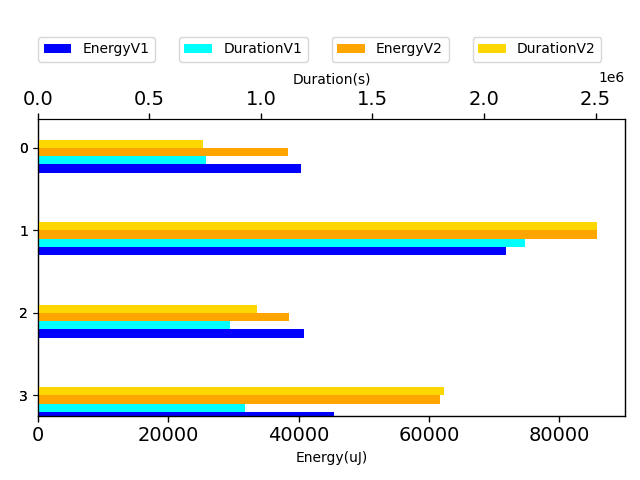 EnergyV1 DurationV1 EnergyV2 DurationV2
Duration(s)
1e6
0.0 0.5 1.0 1.5 2.0 2.5
0
1
2
3
0 20000 40000 60000 80000
Energy(uJ)